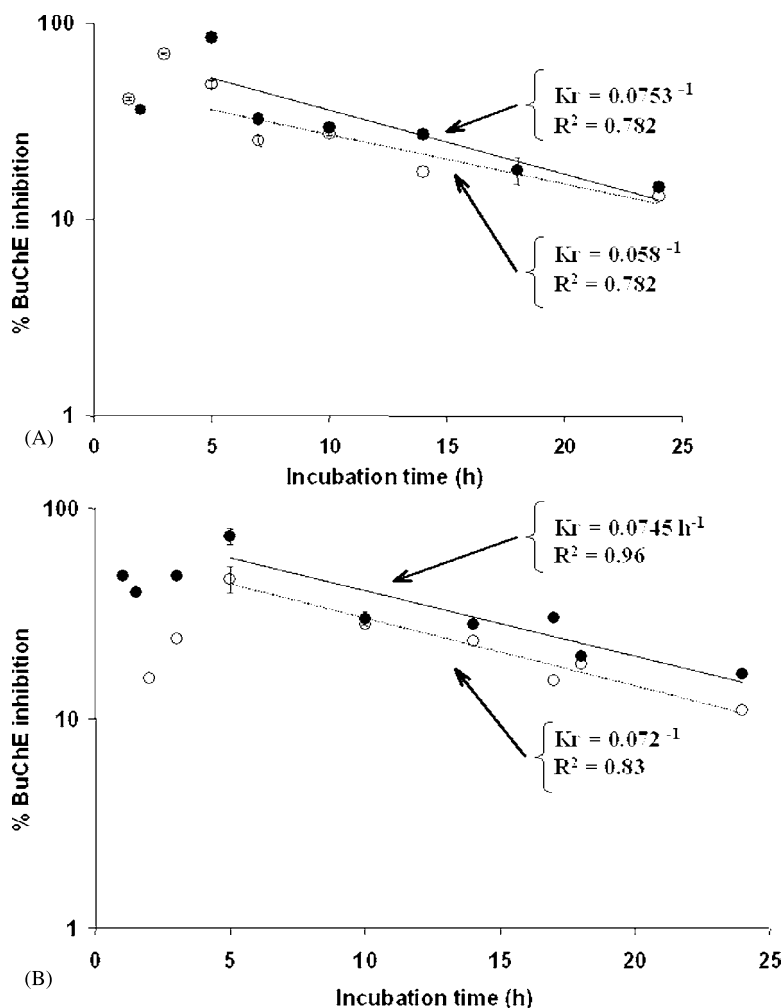 100
10
1
% BuChE inhibition
Kr = 0.0753 ⁻¹
R² = 0.782
Kr = 0.058 ⁻¹
R² = 0.782
(A)
0 5 10 15 20 25
Incubation time (h)
100
10
1
% BuChE inhibition
Kr = 0.0745 h⁻¹
R² = 0.96
Kr = 0.072 ⁻¹
R² = 0.83
0 5 10 15 20 25
(B)
Incubation time (h)